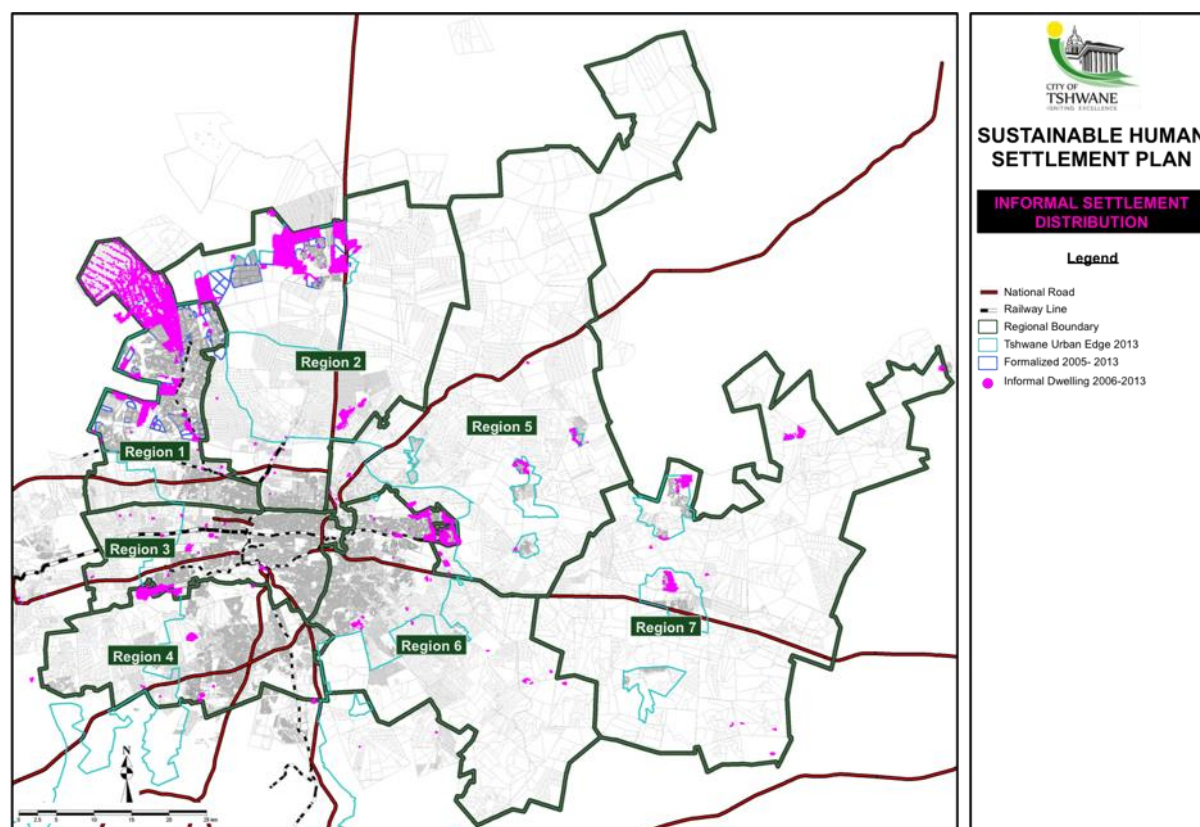 CITY OF
TSHWANE
IGNITING EXCELLENCE
SUSTAINABLE HUMAN
SETTLEMENT PLAN
INFORMAL SETTLEMENT
DISTRIBUTION
Legend
National Road
Railway Line
Regional Boundary
Tshwane Urban Edge 2013
Formalized 2005- 2013
Informal Dwelling 2006-2013
Region 2
Region 5
Region 1
Region 3
Region 7
Region 6
Region 4
N